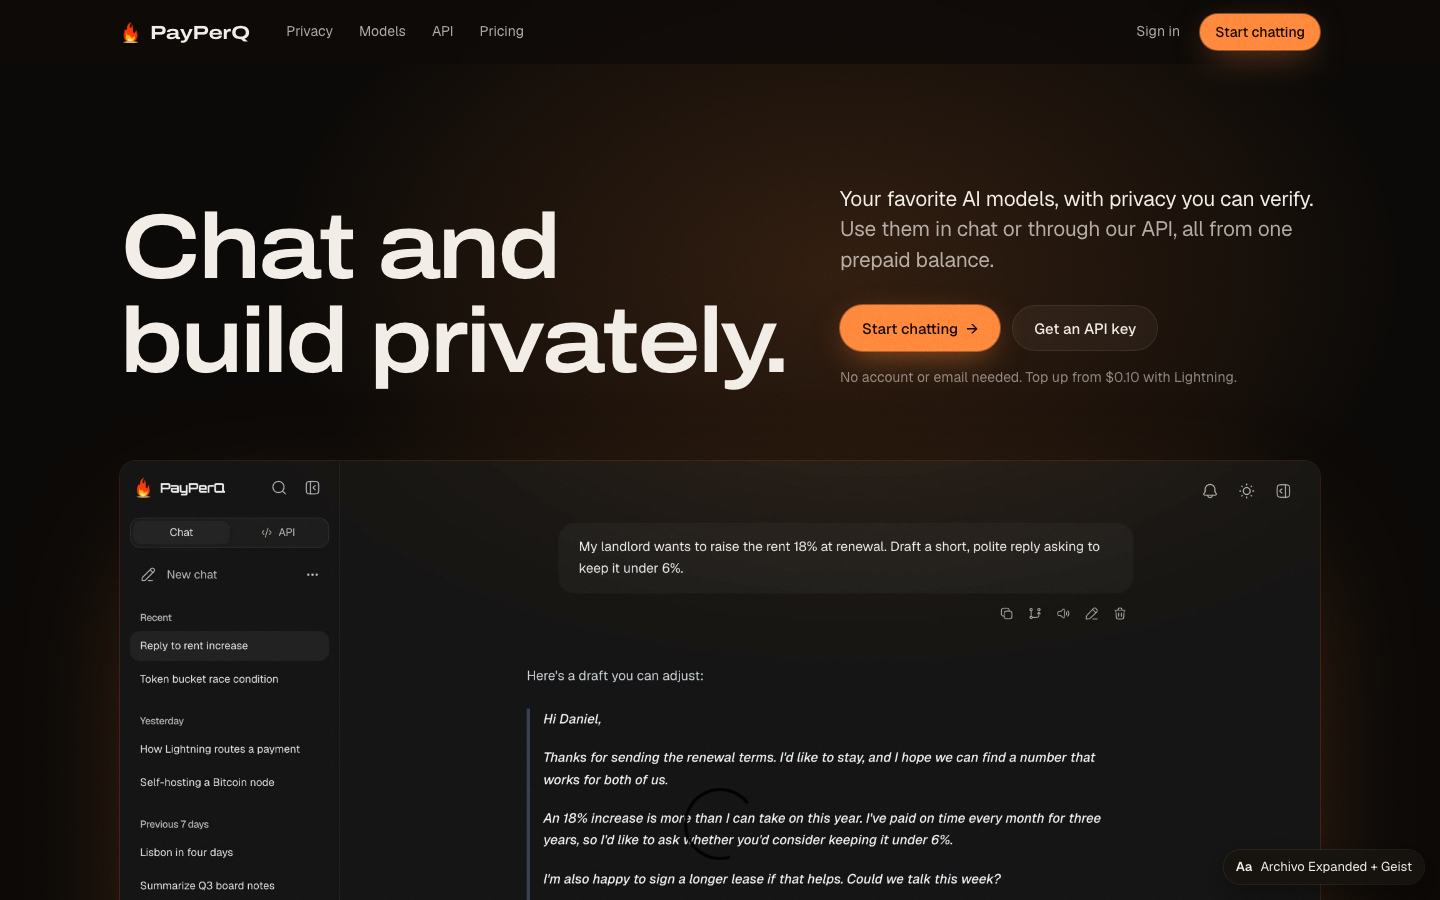 PayPerQ
Privacy
Models
API
Pricing
Sign in
Start chatting
Chat and
build privately.
Your favorite AI models, with privacy you can verify.
Use them in chat or through our API, all from one
prepaid balance.
Start chatting →
Get an API key
No account or email needed. Top up from $0.10 with Lightning.
PayPerQ
Chat
API
New chat
Recent
Reply to rent increase
Token bucket race condition
Yesterday
How Lightning routes a payment
Self-hosting a Bitcoin node
Previous 7 days
Lisbon in four days
Summarize Q3 board notes
My landlord wants to raise the rent 18% at renewal. Draft a short, polite reply asking to
keep it under 6%.
Here's a draft you can adjust:
Hi Daniel,
Thanks for sending the renewal terms. I'd like to stay, and I hope we can find a number that
works for both of us.
An 18% increase is more than I can take on this year. I've paid on time every month for three
years, so I'd like to ask whether you'd consider keeping it under 6%.
I'm also happy to sign a longer lease if that helps. Could we talk this week?
Aa Archivo Expanded + Geist